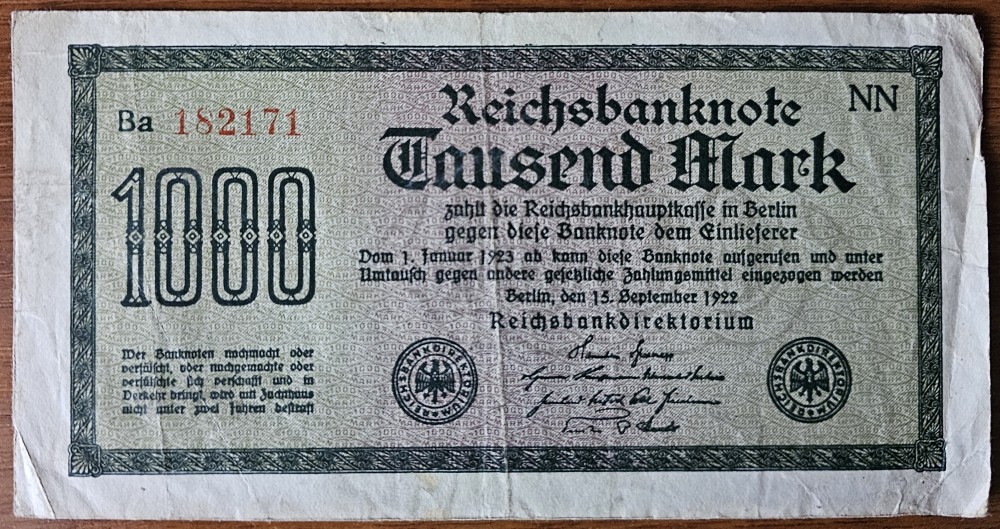 Reichsbanknote
NN
Ba 182171
Tausend Mark
1000
zahlt die Reichsbankhauptkasse in Berlin
gegen diese Banknote dem Einlieferer
Dom 1. Januar 1923 ab kann diese Banknote aufgerufen und unter
Umtausch gegen andere gesetzliche Zahlungsmittel eingezogen werden
Berlin, den 15. September 1922
Reichsbankdirektorium
Wer Banknoten nachmacht oder
verfälscht, oder nachgemachte oder
verfälschte sich verschafft und in
Verkehr bringt, wird mit Zuchthaus
nicht unter zwei Jahren bestraft
REICHSBANKDIREKTORIUM
REICHSBANKDIREKTORIUM